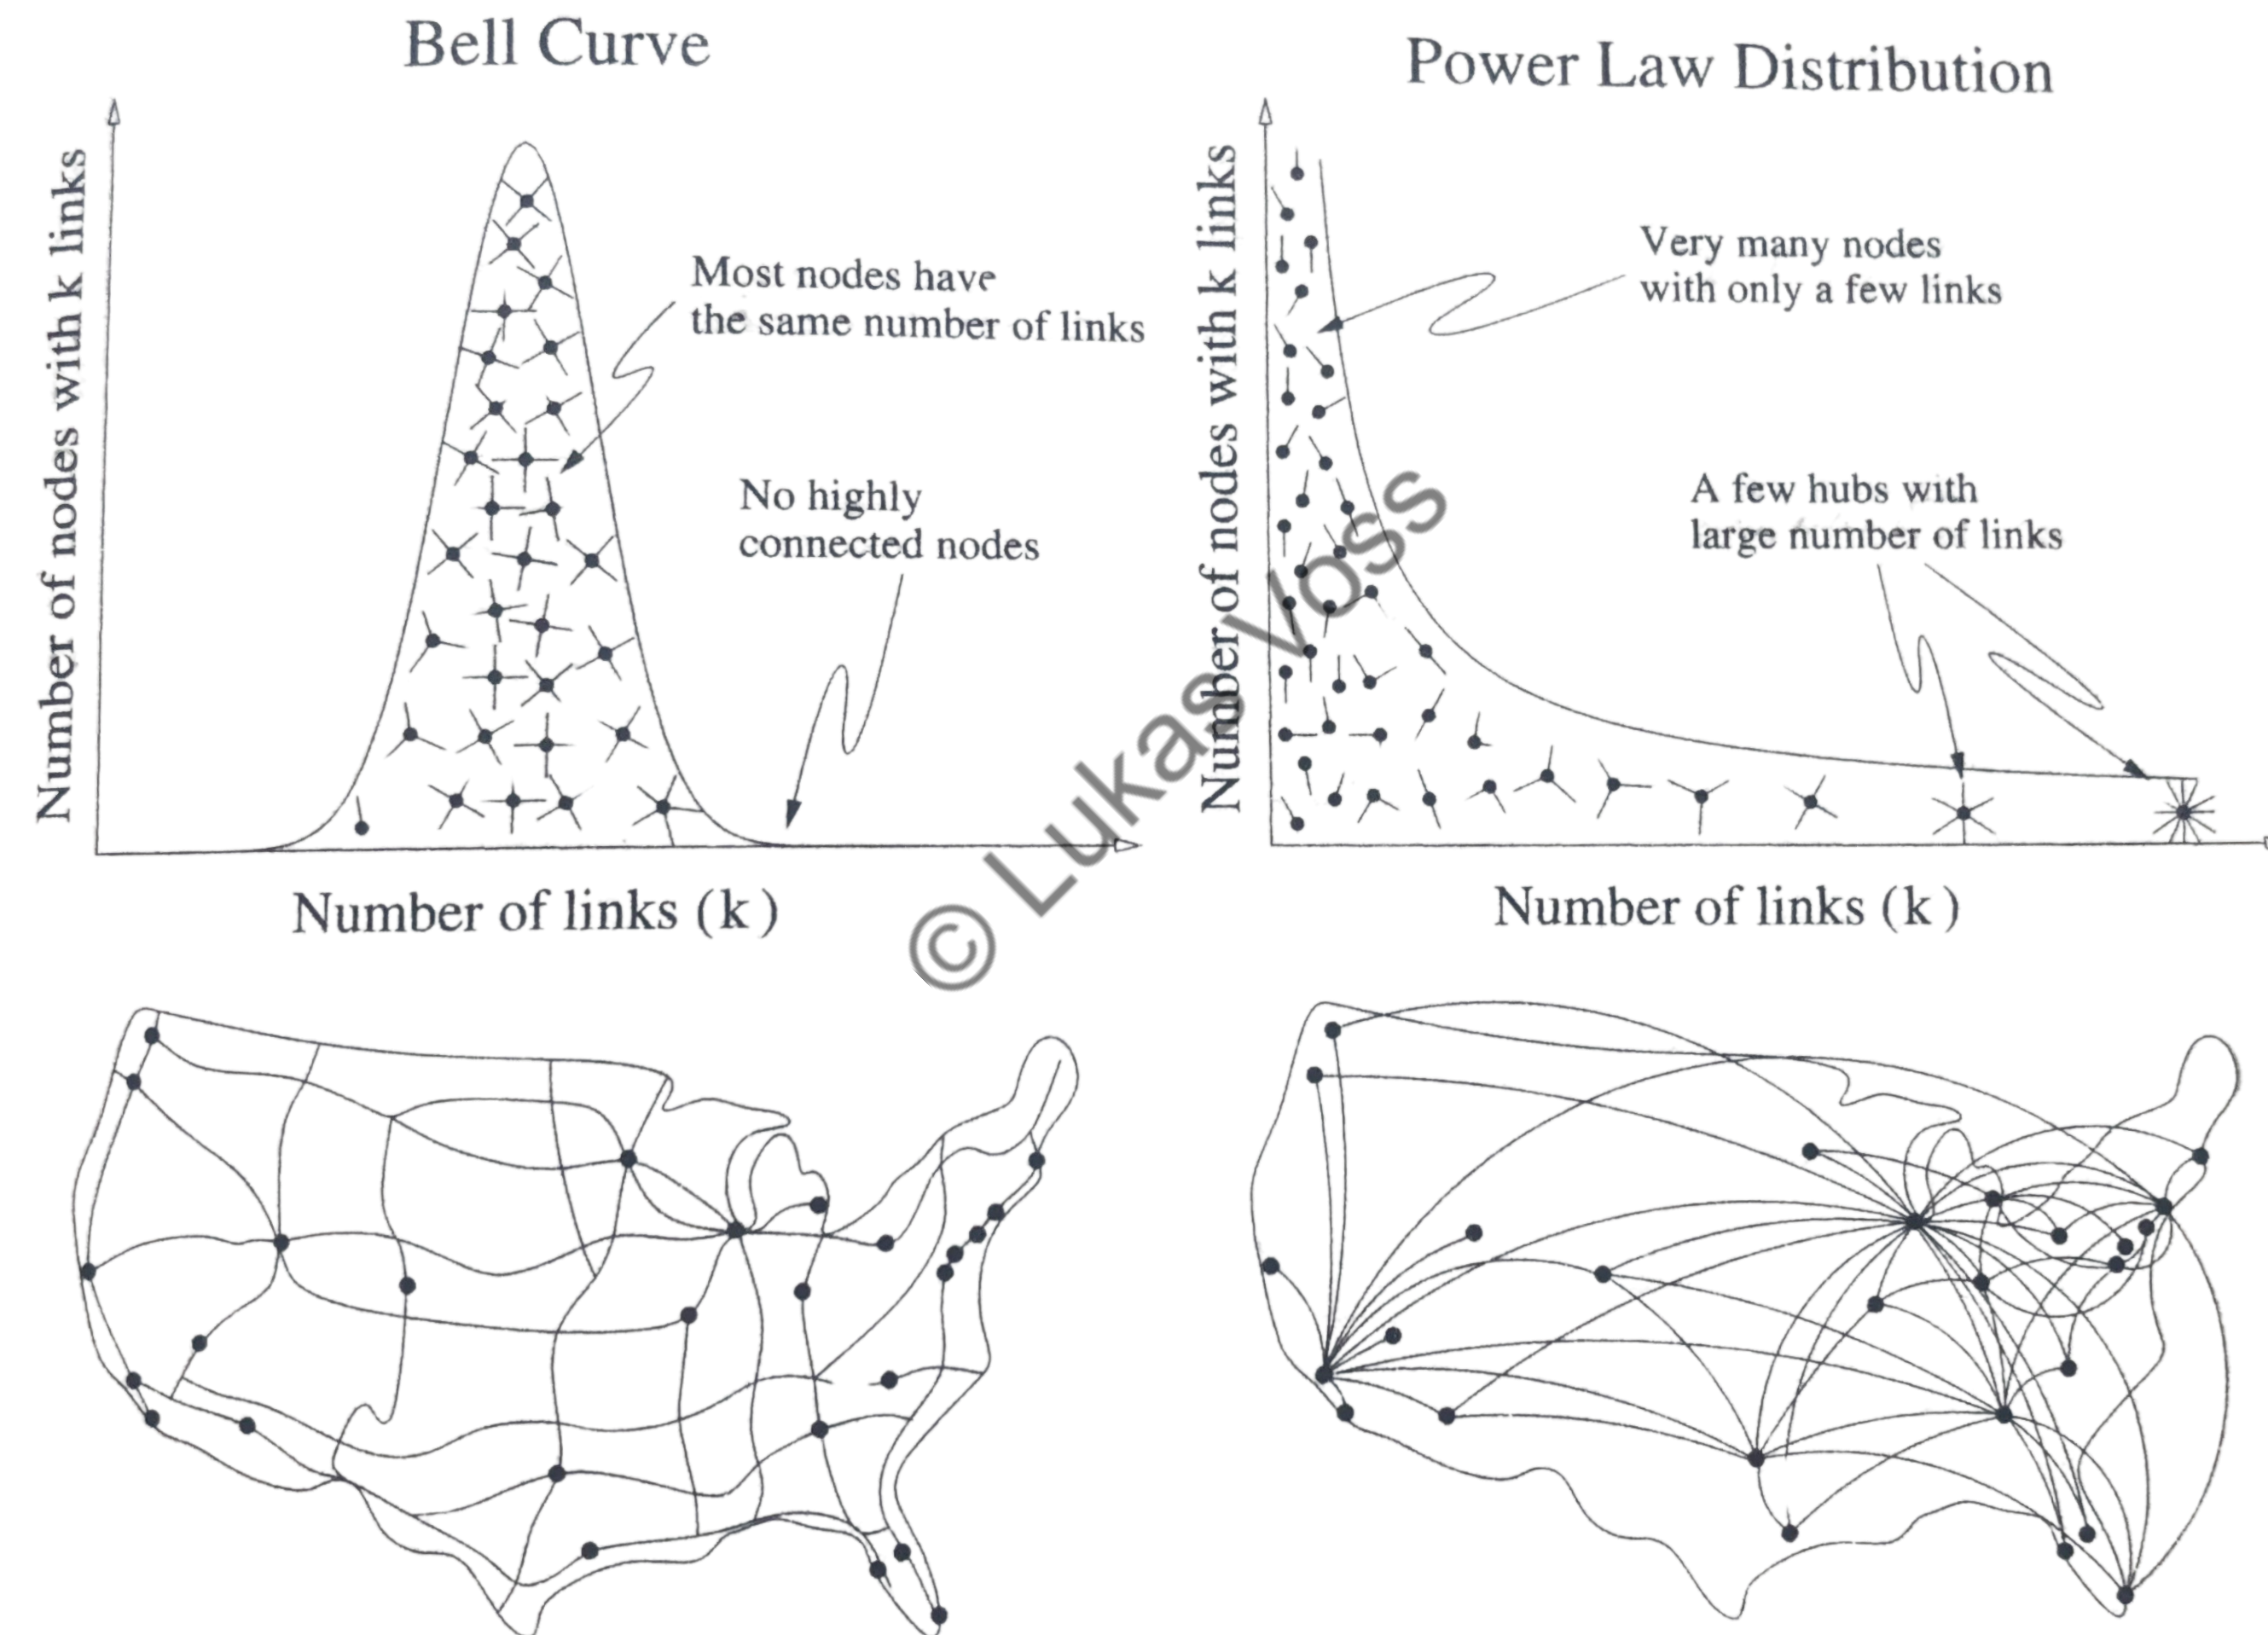 Bell Curve
Number of nodes with k links
Most nodes have
the same number of links
No highly
connected nodes
Number of links (k)
Power Law Distribution
Number of nodes with k links
Very many nodes
with only a few links
A few hubs with
large number of links
Number of links (k)
© Lukas Voss